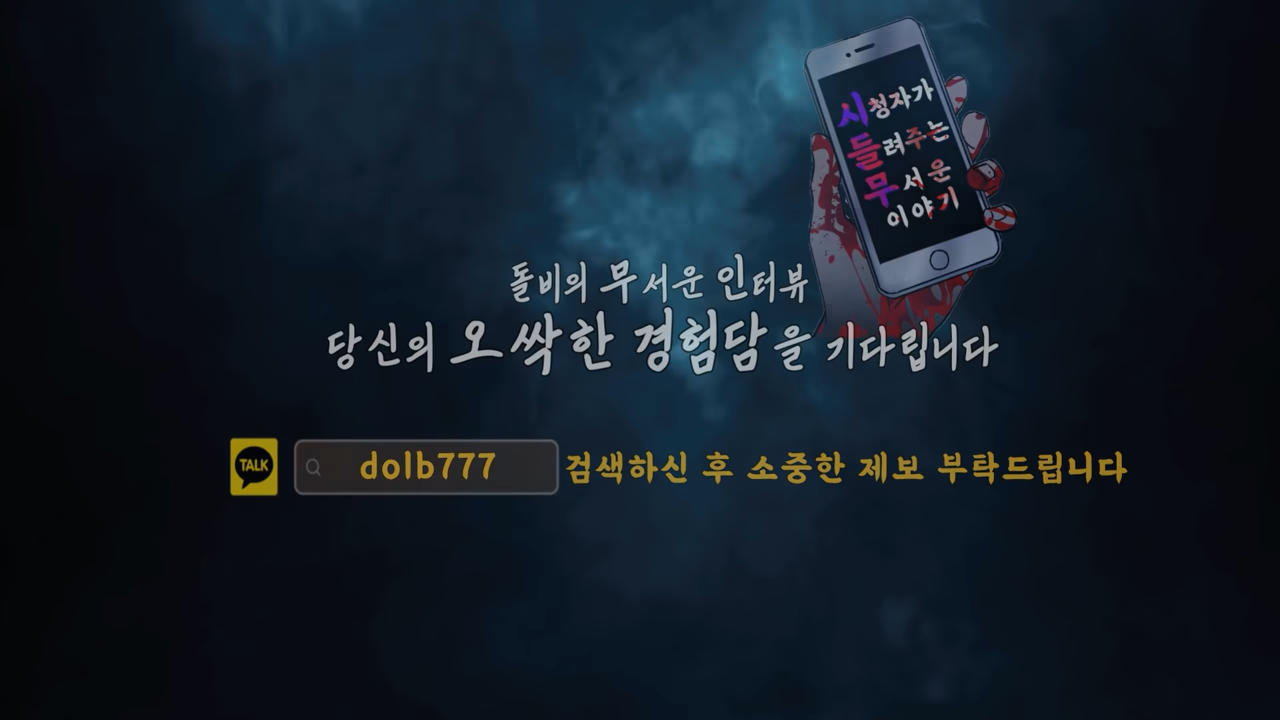 시청자가
들려주는
무서운
이야기
돌비의 무서운 인터뷰
당신의 오싹한 경험담을 기다립니다
TALK dolb777 검색하신 후 소중한 제보 부탁드립니다